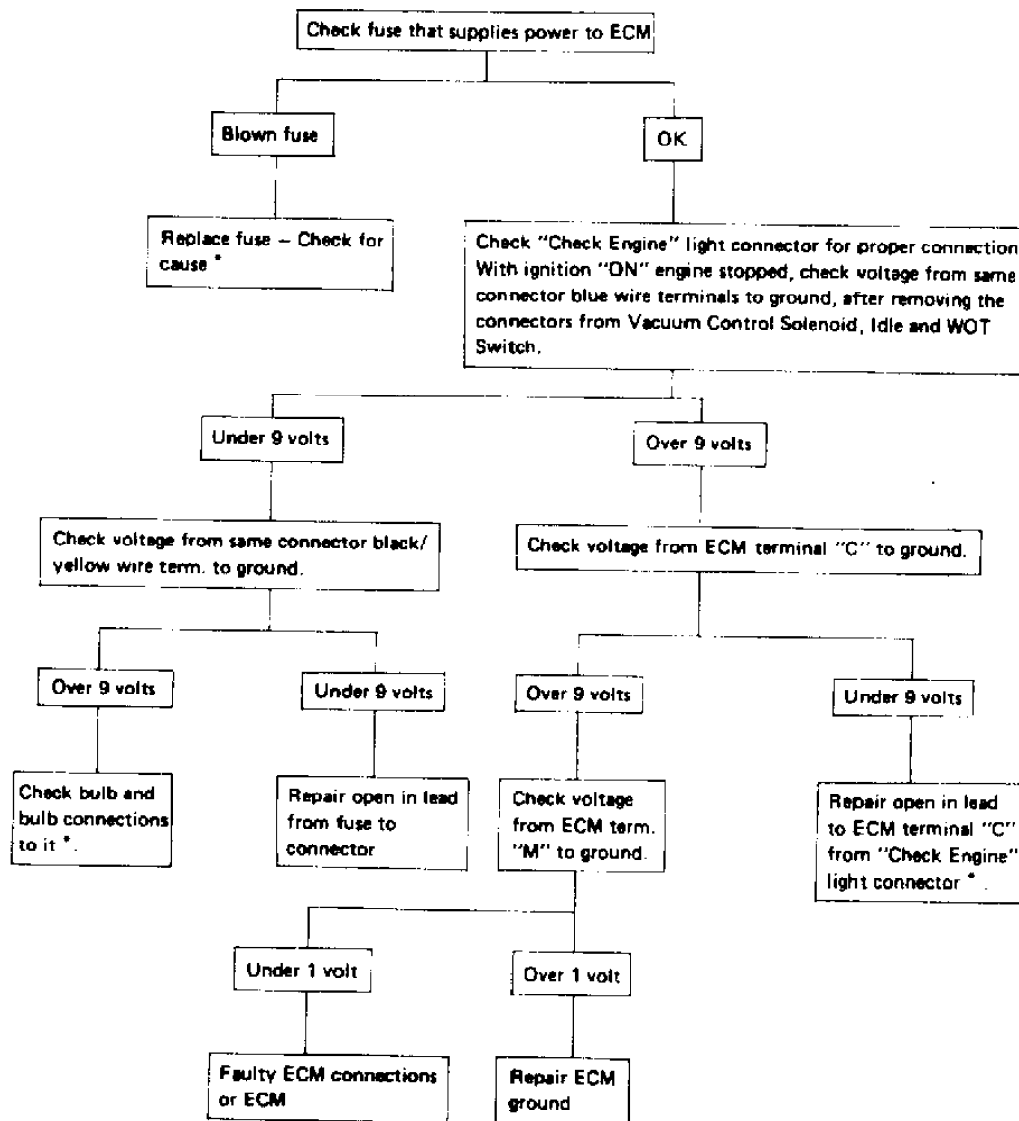 Check fuse that supplies power to ECM
Blown fuse
OK
Replace fuse – Check for
cause *
Check "Check Engine" light connector for proper connection
With ignition "ON" engine stopped, check voltage from same
connector blue wire terminals to ground, after removing the
connectors from Vacuum Control Solenoid, Idle and WOT
Switch.
Under 9 volts
Over 9 volts
Check voltage from same connector black/
yellow wire term. to ground.
Check voltage from ECM terminal "C" to ground.
Over 9 volts
Under 9 volts
Over 9 volts
Under 9 volts
Check bulb and
bulb connections
to it *.
Repair open in lead
from fuse to
connector
Check voltage
from ECM term.
"M" to ground.
Repair open in lead
to ECM terminal "C"
from "Check Engine"
light connector * .
Under 1 volt
Over 1 volt
Faulty ECM connections
or ECM
Repair ECM
ground